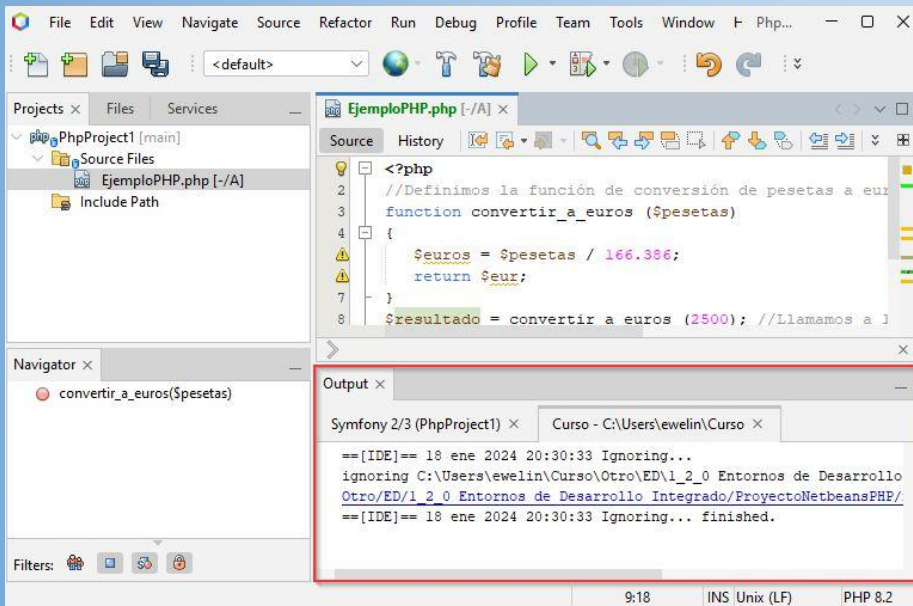 File Edit View Navigate Source Refactor Run Debug Profile Team Tools Window H Php...
<default>
Projects Files Services
PhpProject1 [main]
Source Files
EjemploPHP.php [-/A]
Include Path
EjemploPHP.php [-/A]
Source History
1 <?php
2 //Definimos la función de conversión de pesetas a eur
3 function convertir_a_euros ($pesetas)
4 {
$euros = $pesetas / 166.386;
return $eur;
7 }
8 $resultado = convertir a euros (2500); //Llamamos a l
Navigator
convertir_a_euros($pesetas)
Filters:
Output
Symfony 2/3 (PhpProject1) Curso - C:\Users\ewelin\Curso
==[IDE]== 18 ene 2024 20:30:33 Ignoring...
ignoring C:\Users\ewelin\Curso\Otro\ED\1_2_0 Entornos de Desarrollo
Otro/ED/1_2_0 Entornos de Desarrollo Integrado/ProyectoNetbeansPHP/
==[IDE]== 18 ene 2024 20:30:33 Ignoring... finished.
9:18 INS Unix (LF) PHP 8.2